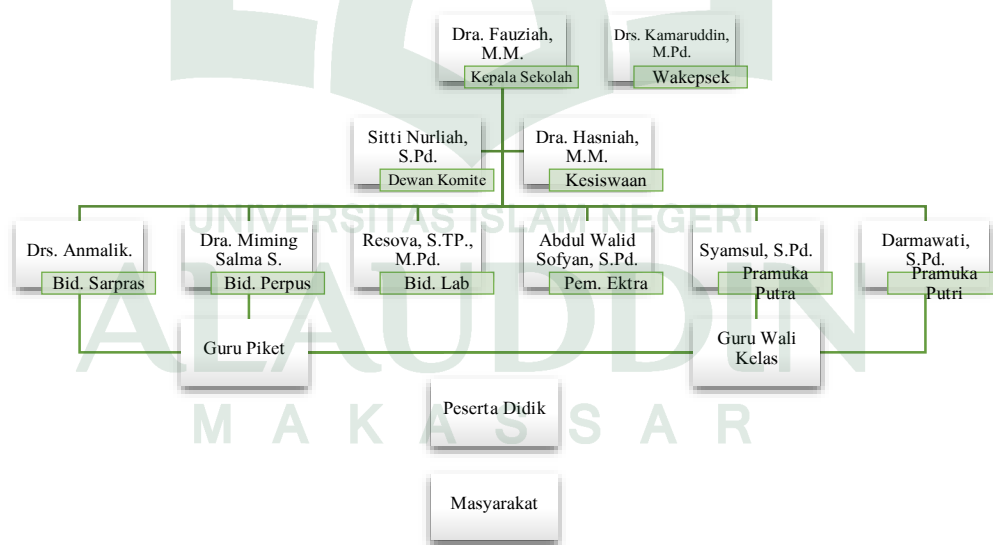 Dra. Fauziah,
M.M.
Kepala Sekolah
Drs. Kamaruddin,
M.Pd.
Wakepsek
Sitti Nurliah,
S.Pd.
Dewan Komite
Dra. Hasniah,
M.M.
Kesiswaan
UNIVERSITAS ISLAM NEGERI
Drs. Anmalik.
Bid. Sarpras
Dra. Miming
Salma S.
Bid. Perpus
Resova, S.TP.,
M.Pd.
Bid. Lab
Abdul Walid
Sofyan, S.Pd.
Pem. Ektra
Syamsul, S.Pd.
Pramuka
Putra
Darmawati,
S.Pd.
Pramuka
Putri
ALAUDDIN
Guru Piket
Guru Wali
Kelas
Peserta Didik
MAKASSAR
Masyarakat